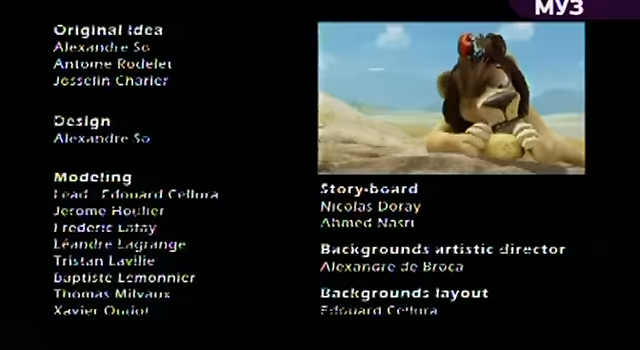 МУЗ
Original Idea
Alexandre So
Antoine Rodelet
Josselin Charier
Design
Alexandre So
Modeling
Lead : Edouard Cellura
Jerome Houlier
Frederic Lafay
Léandre Lagrange
Tristan Laville
Baptiste Lemonnier
Thomas Milvaux
Xavier Oudot
Story-board
Nicolas Doray
Ahmed Nasri
Backgrounds artistic director
Alexandre de Broca
Backgrounds layout
Edouard Cellura